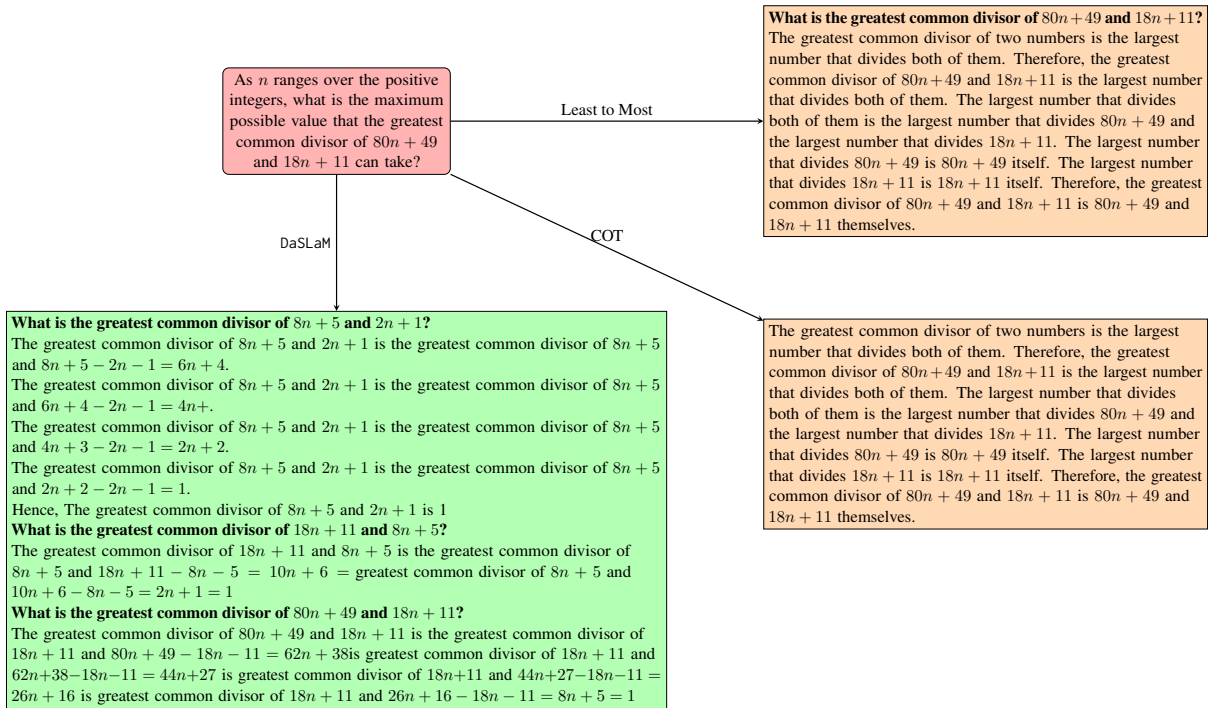 As n ranges over the positive
integers, what is the maximum
possible value that the greatest
common divisor of 80n + 49
and 18n + 11 can take?
Least to Most
What is the greatest common divisor of 80n+49 and 18n+11?
The greatest common divisor of two numbers is the largest
number that divides both of them. Therefore, the greatest
common divisor of 80n+49 and 18n+11 is the largest number
that divides both of them. The largest number that divides
both of them is the largest number that divides 80n + 49 and
the largest number that divides 18n + 11. The largest number
that divides 80n + 49 is 80n + 49 itself. The largest number
that divides 18n + 11 is 18n + 11 itself. Therefore, the greatest
common divisor of 80n + 49 and 18n + 11 is 80n + 49 and
18n + 11 themselves.
COT
DaSLaM
What is the greatest common divisor of 8n + 5 and 2n + 1?
The greatest common divisor of 8n + 5 and 2n + 1 is the greatest common divisor of 8n + 5
and 8n + 5 − 2n − 1 = 6n + 4.
The greatest common divisor of 8n + 5 and 2n + 1 is the greatest common divisor of 8n + 5
and 6n + 4 − 2n − 1 = 4n+.
The greatest common divisor of 8n + 5 and 2n + 1 is the greatest common divisor of 8n + 5
and 4n + 3 − 2n − 1 = 2n + 2.
The greatest common divisor of 8n + 5 and 2n + 1 is the greatest common divisor of 8n + 5
and 2n + 2 − 2n − 1 = 1.
Hence, The greatest common divisor of 8n + 5 and 2n + 1 is 1
What is the greatest common divisor of 18n + 11 and 8n + 5?
The greatest common divisor of 18n + 11 and 8n + 5 is the greatest common divisor of
8n + 5 and 18n + 11 − 8n − 5 = 10n + 6 = greatest common divisor of 8n + 5 and
10n + 6 − 8n − 5 = 2n + 1 = 1
What is the greatest common divisor of 80n + 49 and 18n + 11?
The greatest common divisor of 80n + 49 and 18n + 11 is the greatest common divisor of
18n + 11 and 80n + 49 − 18n − 11 = 62n + 38is greatest common divisor of 18n + 11 and
62n+38−18n−11 = 44n+27 is greatest common divisor of 18n+11 and 44n+27−18n−11 =
26n + 16 is greatest common divisor of 18n + 11 and 26n + 16 − 18n − 11 = 8n + 5 = 1
The greatest common divisor of two numbers is the largest
number that divides both of them. Therefore, the greatest
common divisor of 80n+49 and 18n+11 is the largest number
that divides both of them. The largest number that divides
both of them is the largest number that divides 80n + 49 and
the largest number that divides 18n + 11. The largest number
that divides 80n + 49 is 80n + 49 itself. The largest number
that divides 18n + 11 is 18n + 11 itself. Therefore, the greatest
common divisor of 80n + 49 and 18n + 11 is 80n + 49 and
18n + 11 themselves.